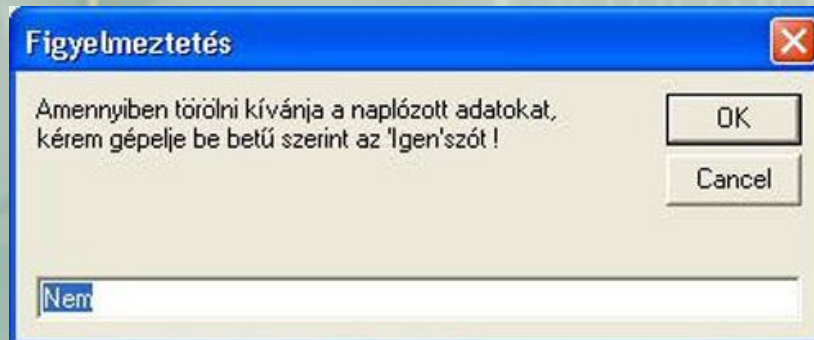 Figyelmeztetés
Amennyiben törölni kívánja a naplózott adatokat,
kérem gépelje be betű szerint az 'Igen'szót !
OK
Cancel
Nem